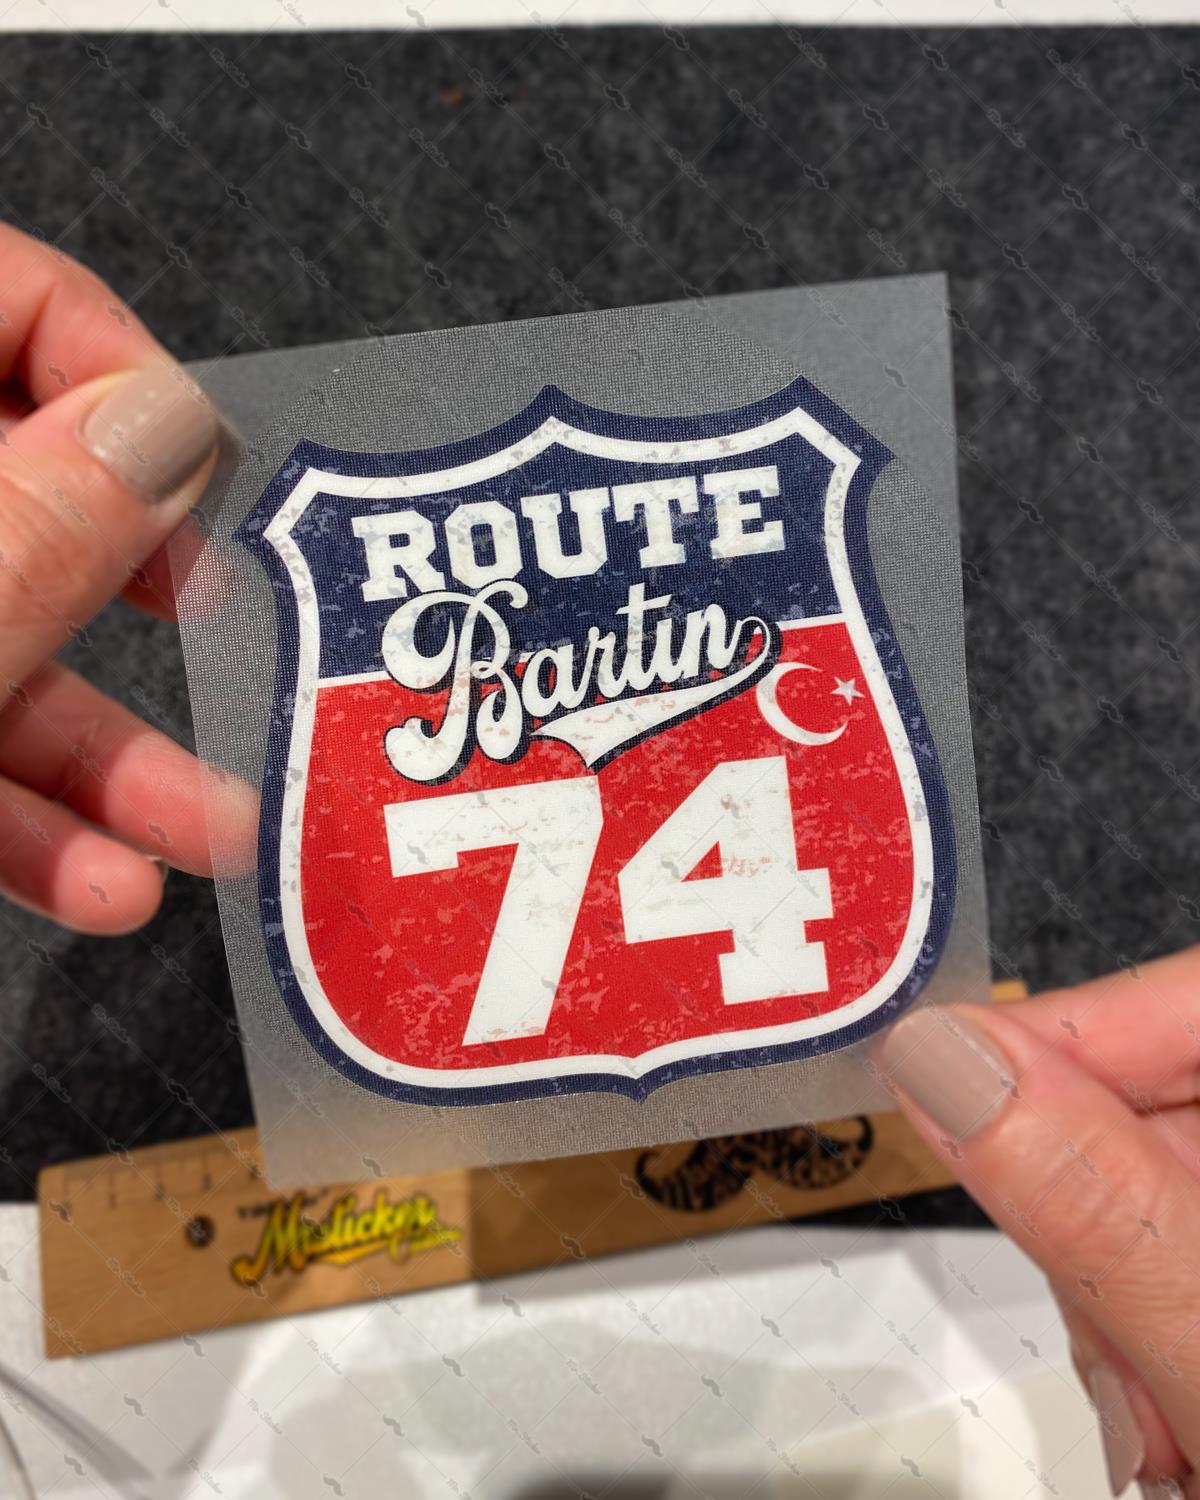 ROUTE
Bartın
74
Mrsticker